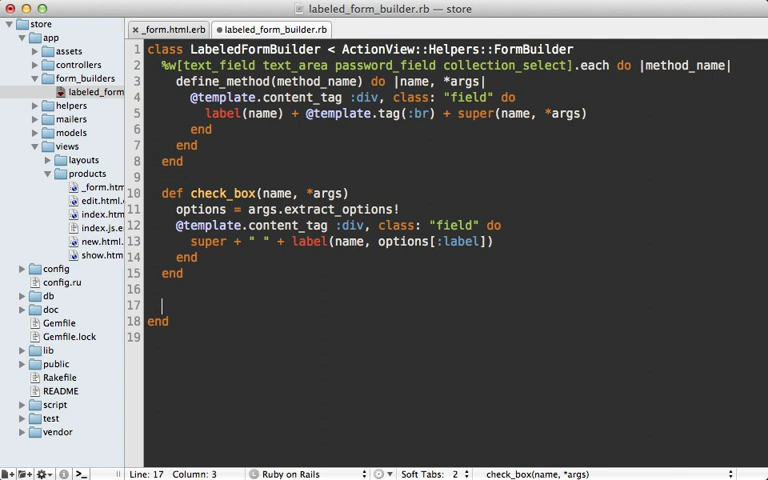 labeled_form_builder.rb — store
_form.html.erb
labeled_form_builder.rb
store
app
assets
controllers
form_builders
labeled_form
helpers
mailers
models
views
layouts
products
_form.htm
edit.html.
index.htm
index.js.e
new.html.
show.htm
config
config.ru
db
doc
Gemfile
Gemfile.lock
lib
public
Rakefile
README
script
test
vendor
1 class LabeledFormBuilder < ActionView::Helpers::FormBuilder
2 %w[text_field text_area password_field collection_select].each do |method_name|
3 define_method(method_name) do |name, *args|
4 @template.content_tag :div, class: "field" do
5 label(name) + @template.tag(:br) + super(name, *args)
6 end
7 end
8 end
9
10 def check_box(name, *args)
11 options = args.extract_options!
12 @template.content_tag :div, class: "field" do
13 super + " " + label(name, options[:label])
14 end
15 end
16
17
18 end
19
Line: 17 Column: 3
Ruby on Rails
Soft Tabs: 2
check_box(name, *args)